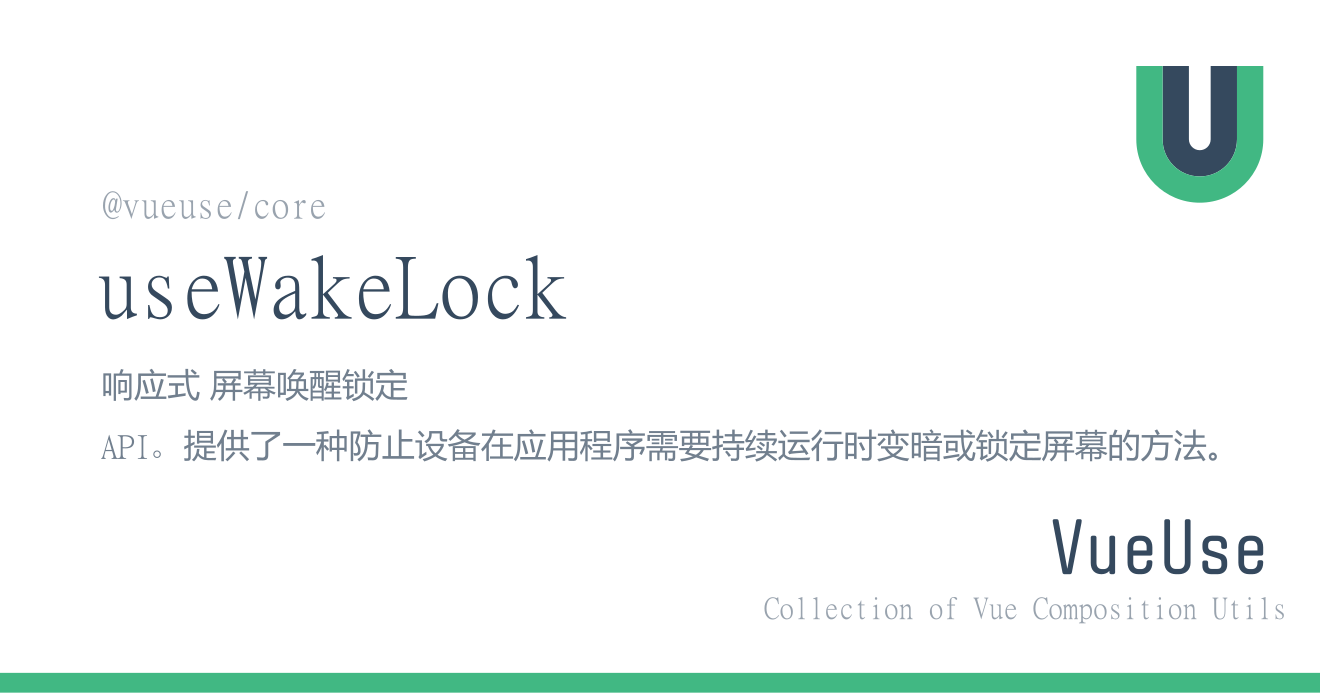 @vueuse/core
useWakeLock
响应式 屏幕唤醒锁定
API。提供了一种防止设备在应用程序需要持续运行时变暗或锁定屏幕的方法。
VueUse
Collection of Vue Composition Utils